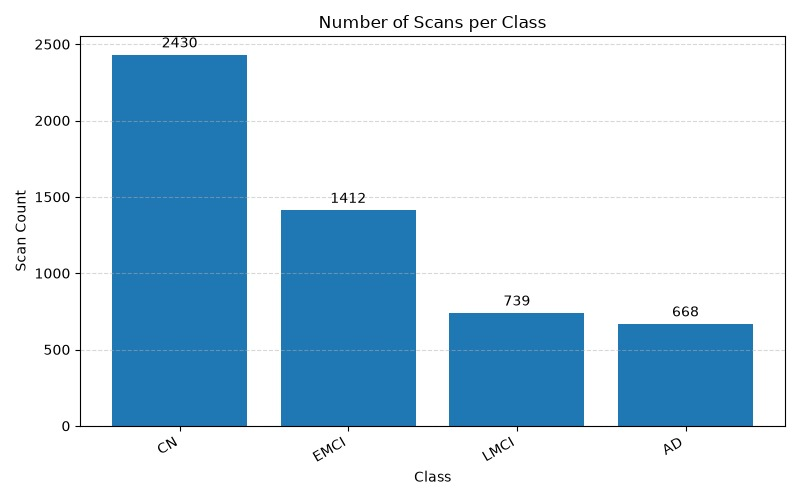 Number of Scans per Class
Scan Count
2500
2000
1500
1000
500
0
2430
1412
739
668
CN
EMCI
LMCI
AD
Class